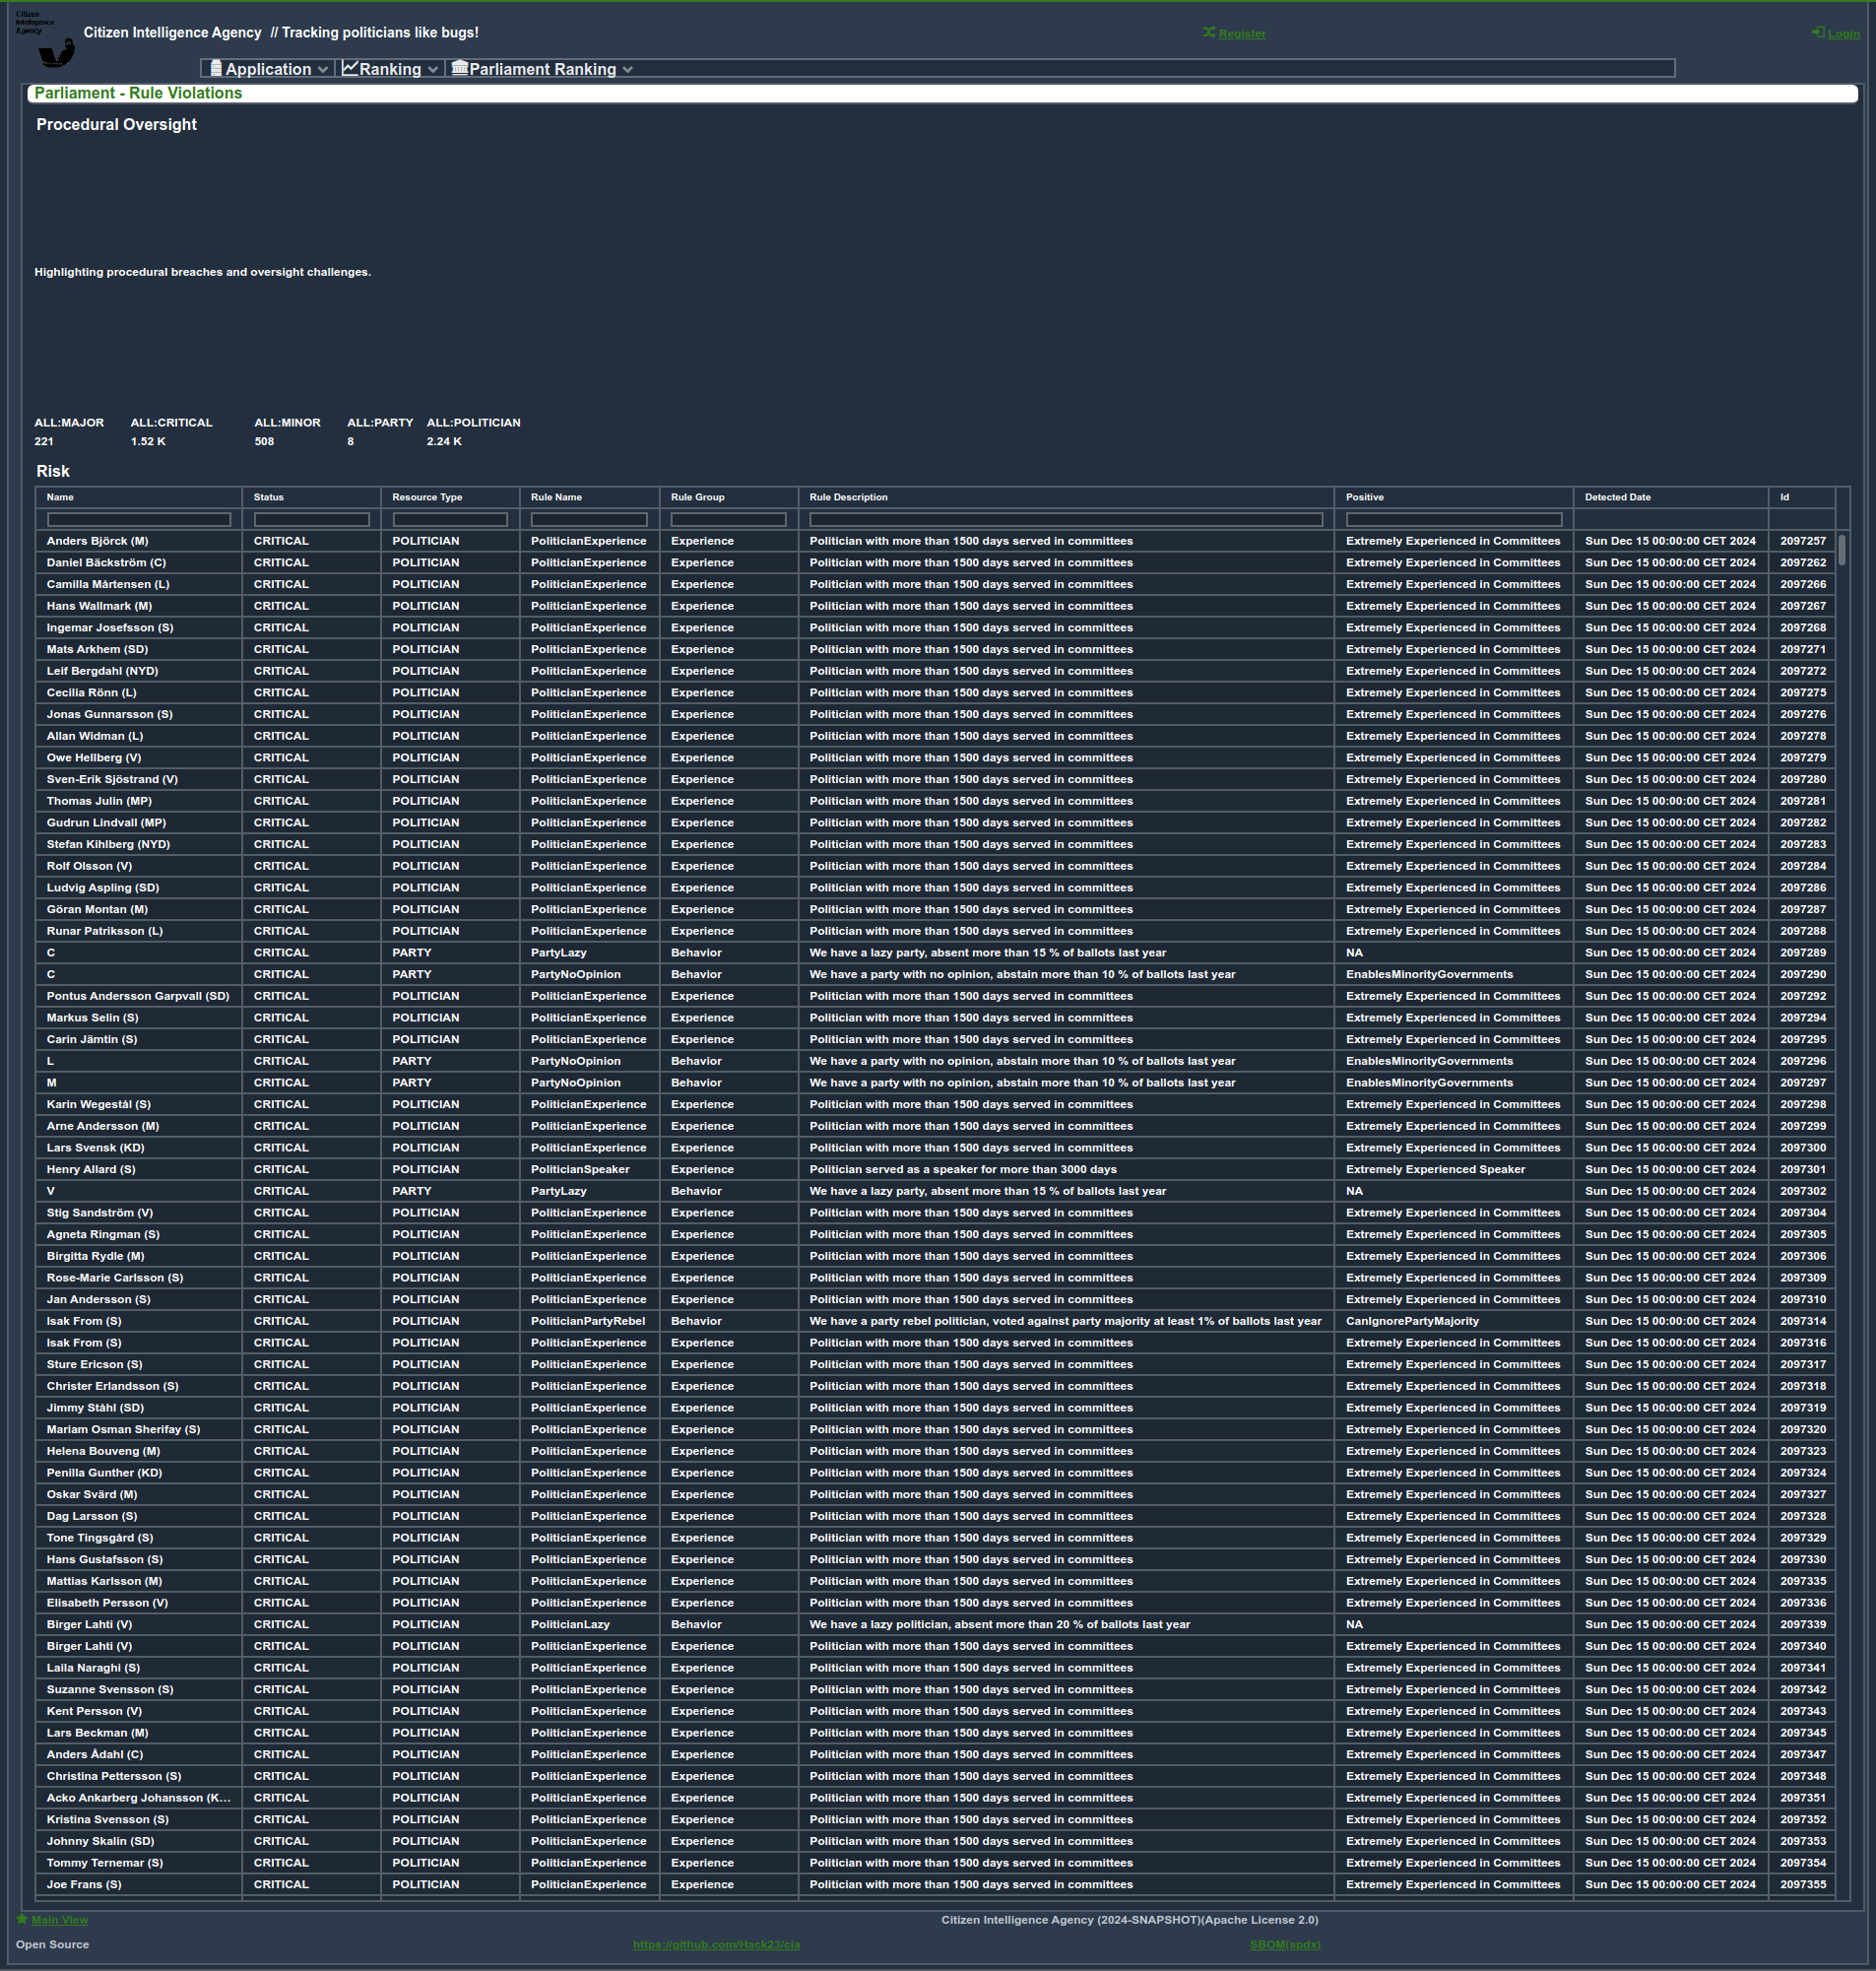 Citizen
Intelligence
Agency
Citizen Intelligence Agency // Tracking politicians like bugs!
Register
Login
Application Ranking Parliament Ranking
Parliament - Rule Violations
Procedural Oversight
Highlighting procedural breaches and oversight challenges.
ALL:MAJOR ALL:CRITICAL ALL:MINOR ALL:PARTY ALL:POLITICIAN
221 1.52 K 508 8 2.24 K
Risk
Name Status Resource Type Rule Name Rule Group Rule Description Positive Detected Date Id
Anders Björck (M) CRITICAL POLITICIAN PoliticianExperience Experience Politician with more than 1500 days served in committees Extremely Experienced in Committees Sun Dec 15 00:00:00 CET 2024 2097257
Daniel Bäckström (C) CRITICAL POLITICIAN PoliticianExperience Experience Politician with more than 1500 days served in committees Extremely Experienced in Committees Sun Dec 15 00:00:00 CET 2024 2097262
Camilla Mårtensen (L) CRITICAL POLITICIAN PoliticianExperience Experience Politician with more than 1500 days served in committees Extremely Experienced in Committees Sun Dec 15 00:00:00 CET 2024 2097266
Hans Wallmark (M) CRITICAL POLITICIAN PoliticianExperience Experience Politician with more than 1500 days served in committees Extremely Experienced in Committees Sun Dec 15 00:00:00 CET 2024 2097267
Ingemar Josefsson (S) CRITICAL POLITICIAN PoliticianExperience Experience Politician with more than 1500 days served in committees Extremely Experienced in Committees Sun Dec 15 00:00:00 CET 2024 2097268
Mats Arkhem (SD) CRITICAL POLITICIAN PoliticianExperience Experience Politician with more than 1500 days served in committees Extremely Experienced in Committees Sun Dec 15 00:00:00 CET 2024 2097271
Leif Bergdahl (NYD) CRITICAL POLITICIAN PoliticianExperience Experience Politician with more than 1500 days served in committees Extremely Experienced in Committees Sun Dec 15 00:00:00 CET 2024 2097272
Cecilia Rönn (L) CRITICAL POLITICIAN PoliticianExperience Experience Politician with more than 1500 days served in committees Extremely Experienced in Committees Sun Dec 15 00:00:00 CET 2024 2097275
Jonas Gunnarsson (S) CRITICAL POLITICIAN PoliticianExperience Experience Politician with more than 1500 days served in committees Extremely Experienced in Committees Sun Dec 15 00:00:00 CET 2024 2097276
Allan Widman (L) CRITICAL POLITICIAN PoliticianExperience Experience Politician with more than 1500 days served in committees Extremely Experienced in Committees Sun Dec 15 00:00:00 CET 2024 2097278
Owe Hellberg (V) CRITICAL POLITICIAN PoliticianExperience Experience Politician with more than 1500 days served in committees Extremely Experienced in Committees Sun Dec 15 00:00:00 CET 2024 2097279
Sven-Erik Sjöstrand (V) CRITICAL POLITICIAN PoliticianExperience Experience Politician with more than 1500 days served in committees Extremely Experienced in Committees Sun Dec 15 00:00:00 CET 2024 2097280
Thomas Julin (MP) CRITICAL POLITICIAN PoliticianExperience Experience Politician with more than 1500 days served in committees Extremely Experienced in Committees Sun Dec 15 00:00:00 CET 2024 2097281
Gudrun Lindvall (MP) CRITICAL POLITICIAN PoliticianExperience Experience Politician with more than 1500 days served in committees Extremely Experienced in Committees Sun Dec 15 00:00:00 CET 2024 2097282
Stefan Kihlberg (NYD) CRITICAL POLITICIAN PoliticianExperience Experience Politician with more than 1500 days served in committees Extremely Experienced in Committees Sun Dec 15 00:00:00 CET 2024 2097283
Rolf Olsson (V) CRITICAL POLITICIAN PoliticianExperience Experience Politician with more than 1500 days served in committees Extremely Experienced in Committees Sun Dec 15 00:00:00 CET 2024 2097284
Ludvig Aspling (SD) CRITICAL POLITICIAN PoliticianExperience Experience Politician with more than 1500 days served in committees Extremely Experienced in Committees Sun Dec 15 00:00:00 CET 2024 2097286
Göran Montan (M) CRITICAL POLITICIAN PoliticianExperience Experience Politician with more than 1500 days served in committees Extremely Experienced in Committees Sun Dec 15 00:00:00 CET 2024 2097287
Runar Patriksson (L) CRITICAL POLITICIAN PoliticianExperience Experience Politician with more than 1500 days served in committees Extremely Experienced in Committees Sun Dec 15 00:00:00 CET 2024 2097288
C CRITICAL PARTY PartyLazy Behavior We have a lazy party, absent more than 15 % of ballots last year NA Sun Dec 15 00:00:00 CET 2024 2097289
C CRITICAL PARTY PartyNoOpinion Behavior We have a party with no opinion, abstain more than 10 % of ballots last year EnablesMinorityGovernments Sun Dec 15 00:00:00 CET 2024 2097290
Pontus Andersson Garpvall (SD) CRITICAL POLITICIAN PoliticianExperience Experience Politician with more than 1500 days served in committees Extremely Experienced in Committees Sun Dec 15 00:00:00 CET 2024 2097292
Markus Selin (S) CRITICAL POLITICIAN PoliticianExperience Experience Politician with more than 1500 days served in committees Extremely Experienced in Committees Sun Dec 15 00:00:00 CET 2024 2097294
Carin Jämtin (S) CRITICAL POLITICIAN PoliticianExperience Experience Politician with more than 1500 days served in committees Extremely Experienced in Committees Sun Dec 15 00:00:00 CET 2024 2097295
L CRITICAL PARTY PartyNoOpinion Behavior We have a party with no opinion, abstain more than 10 % of ballots last year EnablesMinorityGovernments Sun Dec 15 00:00:00 CET 2024 2097296
M CRITICAL PARTY PartyNoOpinion Behavior We have a party with no opinion, abstain more than 10 % of ballots last year EnablesMinorityGovernments Sun Dec 15 00:00:00 CET 2024 2097297
Karin Wegestål (S) CRITICAL POLITICIAN PoliticianExperience Experience Politician with more than 1500 days served in committees Extremely Experienced in Committees Sun Dec 15 00:00:00 CET 2024 2097298
Arne Andersson (M) CRITICAL POLITICIAN PoliticianExperience Experience Politician with more than 1500 days served in committees Extremely Experienced in Committees Sun Dec 15 00:00:00 CET 2024 2097299
Lars Svensk (KD) CRITICAL POLITICIAN PoliticianExperience Experience Politician with more than 1500 days served in committees Extremely Experienced in Committees Sun Dec 15 00:00:00 CET 2024 2097300
Henry Allard (S) CRITICAL POLITICIAN PoliticianSpeaker Experience Politician served as a speaker for more than 3000 days Extremely Experienced Speaker Sun Dec 15 00:00:00 CET 2024 2097301
V CRITICAL PARTY PartyLazy Behavior We have a lazy party, absent more than 15 % of ballots last year NA Sun Dec 15 00:00:00 CET 2024 2097302
Stig Sandström (V) CRITICAL POLITICIAN PoliticianExperience Experience Politician with more than 1500 days served in committees Extremely Experienced in Committees Sun Dec 15 00:00:00 CET 2024 2097304
Agneta Ringman (S) CRITICAL POLITICIAN PoliticianExperience Experience Politician with more than 1500 days served in committees Extremely Experienced in Committees Sun Dec 15 00:00:00 CET 2024 2097305
Birgitta Rydle (M) CRITICAL POLITICIAN PoliticianExperience Experience Politician with more than 1500 days served in committees Extremely Experienced in Committees Sun Dec 15 00:00:00 CET 2024 2097306
Rose-Marie Carlsson (S) CRITICAL POLITICIAN PoliticianExperience Experience Politician with more than 1500 days served in committees Extremely Experienced in Committees Sun Dec 15 00:00:00 CET 2024 2097309
Jan Andersson (S) CRITICAL POLITICIAN PoliticianExperience Experience Politician with more than 1500 days served in committees Extremely Experienced in Committees Sun Dec 15 00:00:00 CET 2024 2097310
Isak From (S) CRITICAL POLITICIAN PoliticianPartyRebel Behavior We have a party rebel politician, voted against party majority at least 1% of ballots last year CanIgnorePartyMajority Sun Dec 15 00:00:00 CET 2024 2097314
Isak From (S) CRITICAL POLITICIAN PoliticianExperience Experience Politician with more than 1500 days served in committees Extremely Experienced in Committees Sun Dec 15 00:00:00 CET 2024 2097316
Sture Ericson (S) CRITICAL POLITICIAN PoliticianExperience Experience Politician with more than 1500 days served in committees Extremely Experienced in Committees Sun Dec 15 00:00:00 CET 2024 2097317
Christer Erlandsson (S) CRITICAL POLITICIAN PoliticianExperience Experience Politician with more than 1500 days served in committees Extremely Experienced in Committees Sun Dec 15 00:00:00 CET 2024 2097318
Jimmy Ståhl (SD) CRITICAL POLITICIAN PoliticianExperience Experience Politician with more than 1500 days served in committees Extremely Experienced in Committees Sun Dec 15 00:00:00 CET 2024 2097319
Mariam Osman Sherifay (S) CRITICAL POLITICIAN PoliticianExperience Experience Politician with more than 1500 days served in committees Extremely Experienced in Committees Sun Dec 15 00:00:00 CET 2024 2097320
Helena Bouveng (M) CRITICAL POLITICIAN PoliticianExperience Experience Politician with more than 1500 days served in committees Extremely Experienced in Committees Sun Dec 15 00:00:00 CET 2024 2097323
Penilla Gunther (KD) CRITICAL POLITICIAN PoliticianExperience Experience Politician with more than 1500 days served in committees Extremely Experienced in Committees Sun Dec 15 00:00:00 CET 2024 2097324
Oskar Svärd (M) CRITICAL POLITICIAN PoliticianExperience Experience Politician with more than 1500 days served in committees Extremely Experienced in Committees Sun Dec 15 00:00:00 CET 2024 2097327
Dag Larsson (S) CRITICAL POLITICIAN PoliticianExperience Experience Politician with more than 1500 days served in committees Extremely Experienced in Committees Sun Dec 15 00:00:00 CET 2024 2097328
Tone Tingsgård (S) CRITICAL POLITICIAN PoliticianExperience Experience Politician with more than 1500 days served in committees Extremely Experienced in Committees Sun Dec 15 00:00:00 CET 2024 2097329
Hans Gustafsson (S) CRITICAL POLITICIAN PoliticianExperience Experience Politician with more than 1500 days served in committees Extremely Experienced in Committees Sun Dec 15 00:00:00 CET 2024 2097330
Mattias Karlsson (M) CRITICAL POLITICIAN PoliticianExperience Experience Politician with more than 1500 days served in committees Extremely Experienced in Committees Sun Dec 15 00:00:00 CET 2024 2097335
Elisabeth Persson (V) CRITICAL POLITICIAN PoliticianExperience Experience Politician with more than 1500 days served in committees Extremely Experienced in Committees Sun Dec 15 00:00:00 CET 2024 2097336
Birger Lahti (V) CRITICAL POLITICIAN PoliticianLazy Behavior We have a lazy politician, absent more than 20 % of ballots last year NA Sun Dec 15 00:00:00 CET 2024 2097339
Birger Lahti (V) CRITICAL POLITICIAN PoliticianExperience Experience Politician with more than 1500 days served in committees Extremely Experienced in Committees Sun Dec 15 00:00:00 CET 2024 2097340
Laila Naraghi (S) CRITICAL POLITICIAN PoliticianExperience Experience Politician with more than 1500 days served in committees Extremely Experienced in Committees Sun Dec 15 00:00:00 CET 2024 2097341
Suzanne Svensson (S) CRITICAL POLITICIAN PoliticianExperience Experience Politician with more than 1500 days served in committees Extremely Experienced in Committees Sun Dec 15 00:00:00 CET 2024 2097342
Kent Persson (V) CRITICAL POLITICIAN PoliticianExperience Experience Politician with more than 1500 days served in committees Extremely Experienced in Committees Sun Dec 15 00:00:00 CET 2024 2097343
Lars Beckman (M) CRITICAL POLITICIAN PoliticianExperience Experience Politician with more than 1500 days served in committees Extremely Experienced in Committees Sun Dec 15 00:00:00 CET 2024 2097345
Anders Ådahl (C) CRITICAL POLITICIAN PoliticianExperience Experience Politician with more than 1500 days served in committees Extremely Experienced in Committees Sun Dec 15 00:00:00 CET 2024 2097347
Christina Pettersson (S) CRITICAL POLITICIAN PoliticianExperience Experience Politician with more than 1500 days served in committees Extremely Experienced in Committees Sun Dec 15 00:00:00 CET 2024 2097348
Acko Ankarberg Johansson (K... CRITICAL POLITICIAN PoliticianExperience Experience Politician with more than 1500 days served in committees Extremely Experienced in Committees Sun Dec 15 00:00:00 CET 2024 2097351
Kristina Svensson (S) CRITICAL POLITICIAN PoliticianExperience Experience Politician with more than 1500 days served in committees Extremely Experienced in Committees Sun Dec 15 00:00:00 CET 2024 2097352
Johnny Skalin (SD) CRITICAL POLITICIAN PoliticianExperience Experience Politician with more than 1500 days served in committees Extremely Experienced in Committees Sun Dec 15 00:00:00 CET 2024 2097353
Tommy Ternemar (S) CRITICAL POLITICIAN PoliticianExperience Experience Politician with more than 1500 days served in committees Extremely Experienced in Committees Sun Dec 15 00:00:00 CET 2024 2097354
Joe Frans (S) CRITICAL POLITICIAN PoliticianExperience Experience Politician with more than 1500 days served in committees Extremely Experienced in Committees Sun Dec 15 00:00:00 CET 2024 2097355
Main View Citizen Intelligence Agency (2024-SNAPSHOT)(Apache License 2.0)
Open Source https://github.com/Hack23/cia SBOM(spdx)